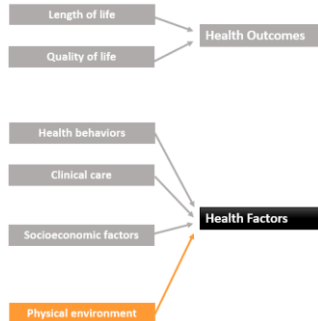 Length of life
Health Outcomes
Quality of life
Health behaviors
Clinical care
Health Factors
Socioeconomic factors
Physical environment